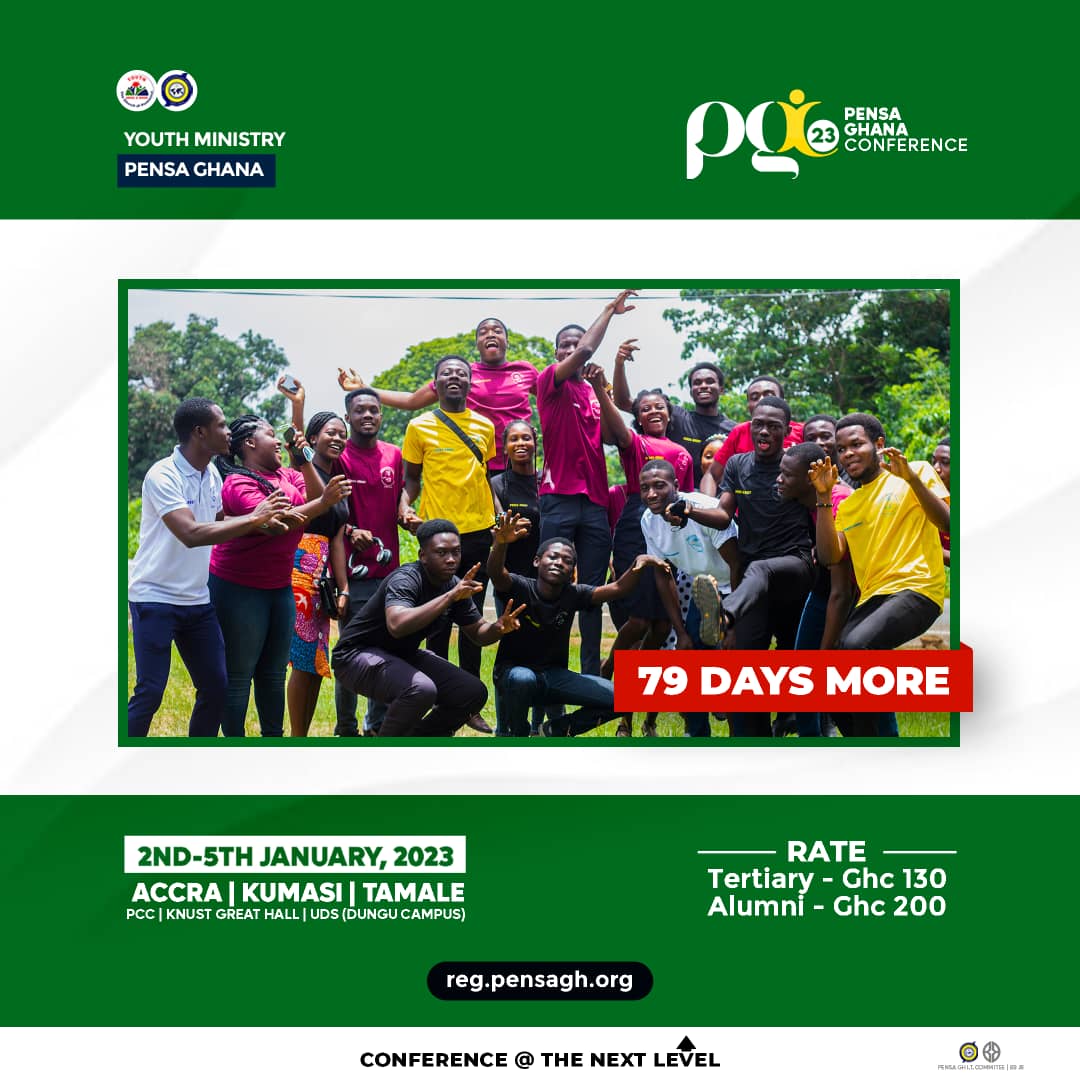 YOUTH MINISTRY
PENSA GHANA
pgc 23
PENSA
GHANA
CONFERENCE
79 DAYS MORE
2ND-5TH JANUARY, 2023
ACCRA | KUMASI | TAMALE
PCC | KNUST GREAT HALL | UDS (DUNGU CAMPUS)
RATE
Tertiary - Ghc 130
Alumni - Ghc 200
reg.pensagh.org
CONFERENCE @ THE NEXT LEVEL